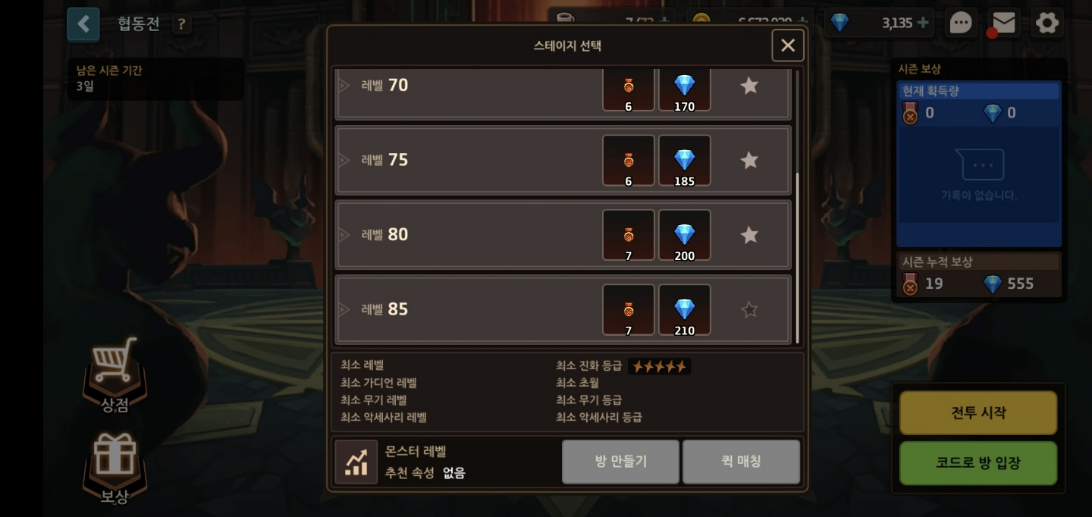 협동전 ?
3,135 +
남은 시즌 기간
3일
스테이지 선택
레벨 70
6 170
레벨 75
6 185
레벨 80
7 200
레벨 85
7 210
최소 레벨
최소 진화 등급
최소 가디언 레벨
최소 초월
최소 무기 레벨
최소 무기 등급
최소 악세사리 레벨
최소 악세사리 등급
몬스터 레벨
추천 속성 없음
방 만들기
퀵 매칭
시즌 보상
현재 획득량
0 0
기록이 없습니다.
시즌 누적 보상
19 555
상점
보상
전투 시작
코드로 방 입장